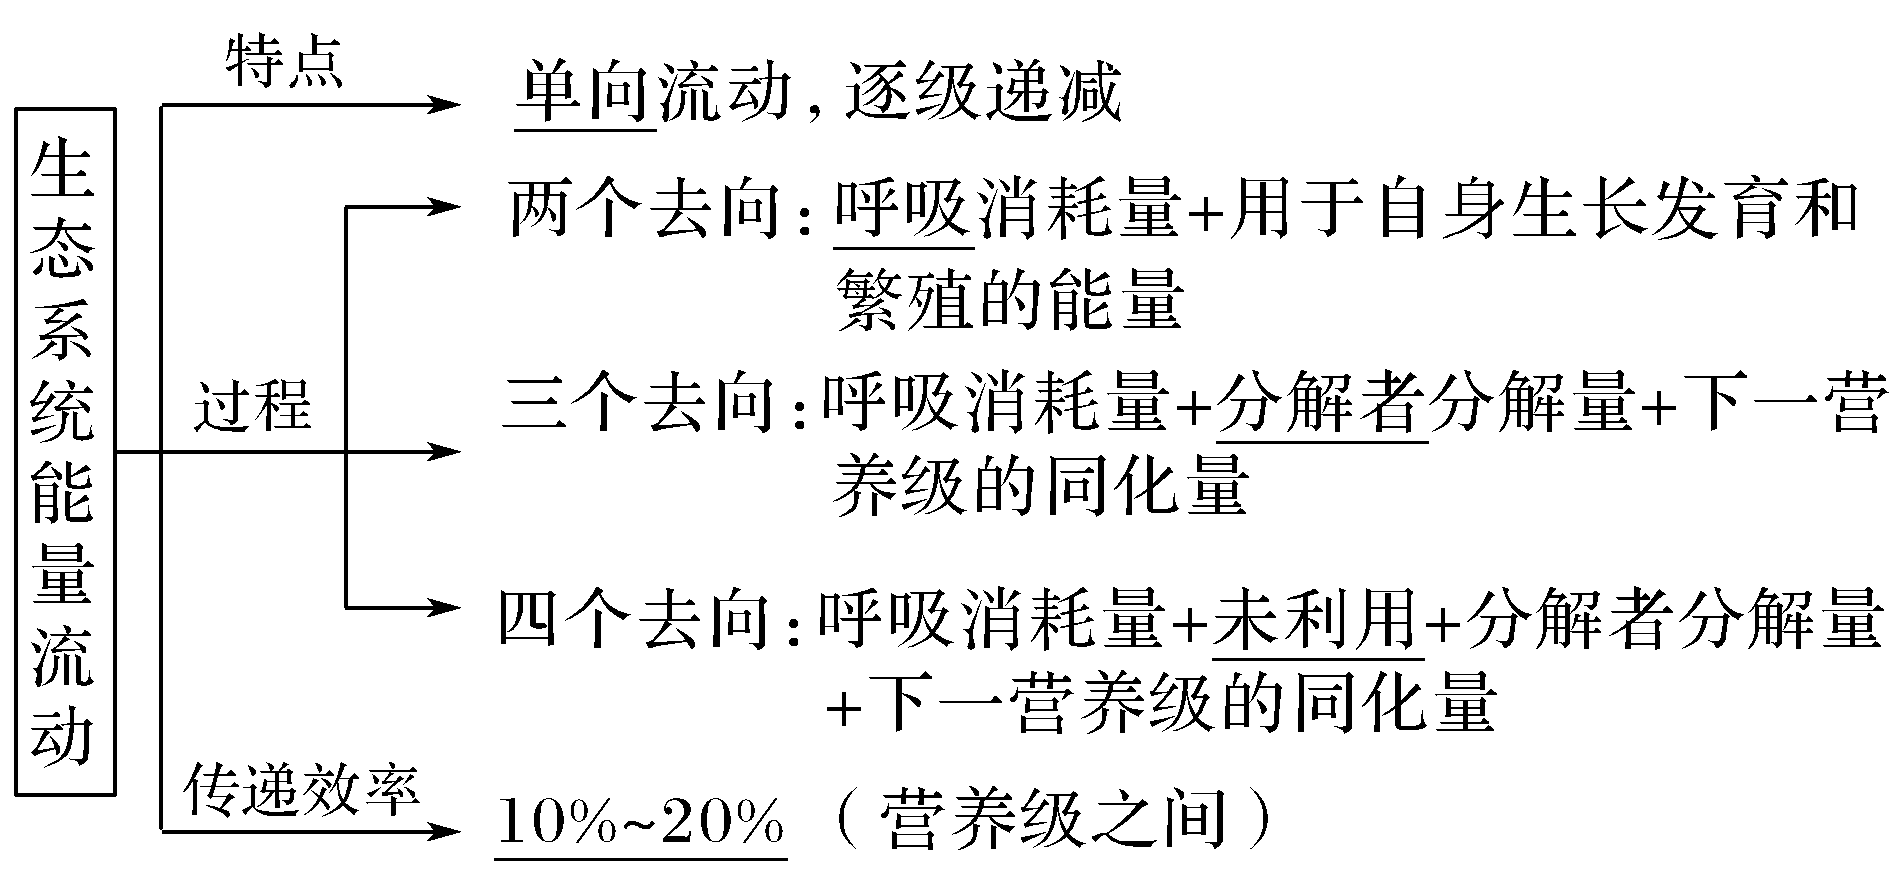 生态系统能量流动
特点
单向流动,逐级递减
过程
两个去向:呼吸消耗量+用于自身生长发育和
繁殖的能量
三个去向:呼吸消耗量+分解者分解量+下一营
养级的同化量
四个去向:呼吸消耗量+未利用+分解者分解量
+下一营养级的同化量
传递效率
10%~20%（营养级之间）